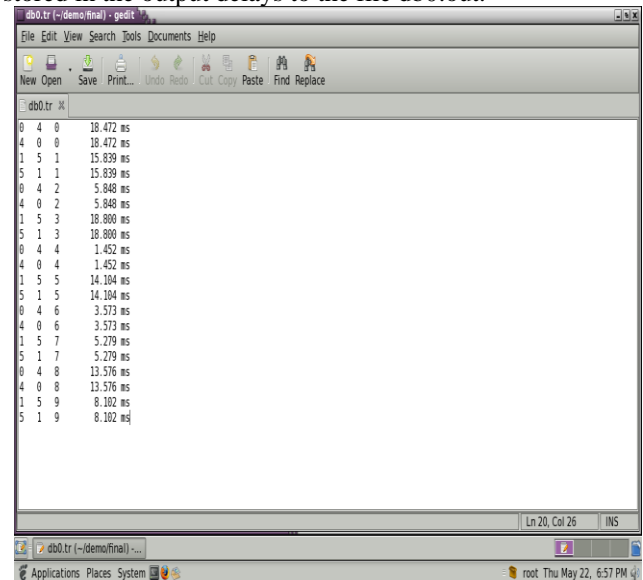 stored in the output delays to the file db0.out.
db0.tr (~/demo/final) - gedit
File Edit View Search Tools Documents Help
New Open Save Print... Undo Redo Cut Copy Paste Find Replace
db0.tr
0 4 0 18.472 ms
4 0 0 18.472 ms
1 5 1 15.839 ms
5 1 1 15.839 ms
0 4 2 5.848 ms
4 0 2 5.848 ms
1 5 3 18.800 ms
5 1 3 18.800 ms
0 4 4 1.452 ms
4 0 4 1.452 ms
1 5 5 14.104 ms
5 1 5 14.104 ms
0 4 6 3.573 ms
4 0 6 3.573 ms
1 5 7 5.279 ms
5 1 7 5.279 ms
0 4 8 13.576 ms
4 0 8 13.576 ms
1 5 9 8.102 ms
5 1 9 8.102 ms
Ln 20, Col 26 INS
db0.tr (~/demo/final) -...
Applications Places System root Thu May 22, 6:57 PM